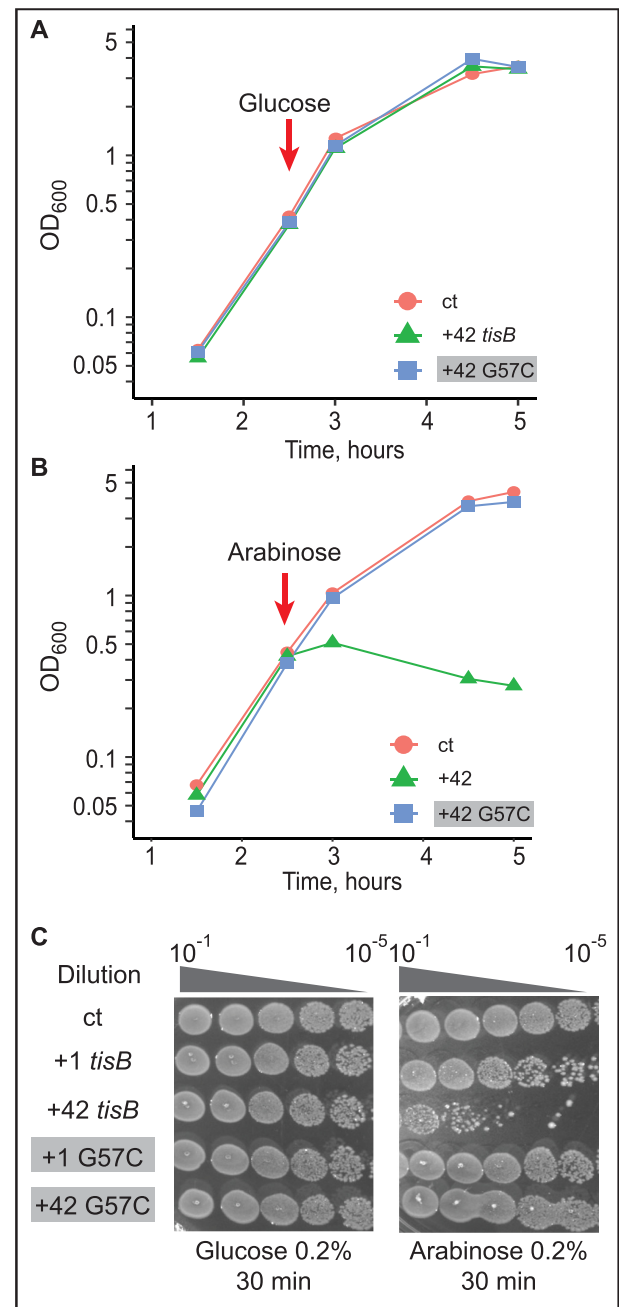 A
5
1
0.5
0.1
0.05
OD600
Glucose
ct
+42 tisB
+42 G57C
1 2 3 4 5
Time, hours
B
5
1
0.5
0.1
0.05
OD600
Arabinose
ct
+42
+42 G57C
1 2 3 4 5
Time, hours
C
10-1 10-5 10-1 10-5
Dilution
ct
+1 tisB
+42 tisB
+1 G57C
+42 G57C
Glucose 0.2% Arabinose 0.2%
30 min 30 min